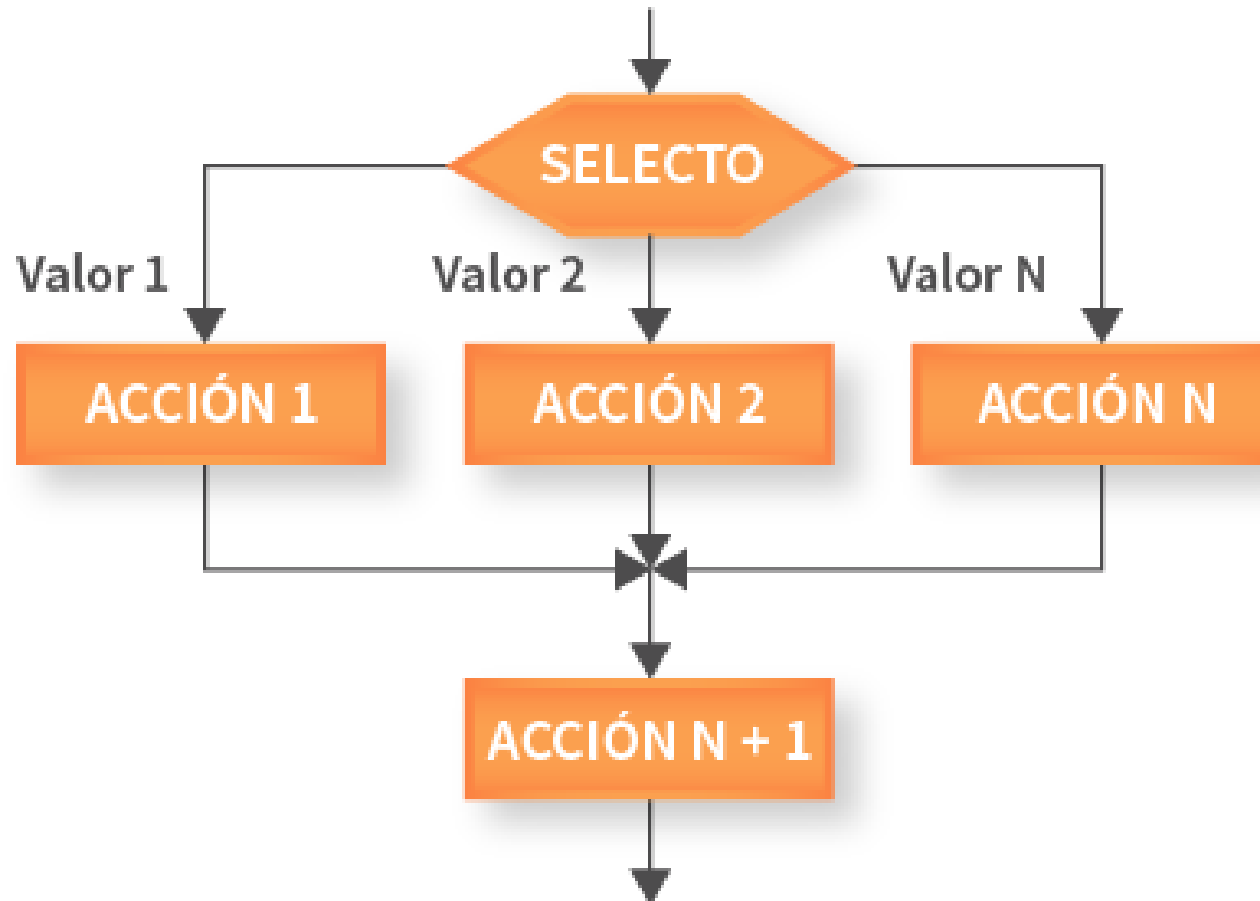 SELECTO
Valor 1
Valor 2
Valor N
ACCIÓN 1
ACCIÓN 2
ACCIÓN N
ACCIÓN N + 1